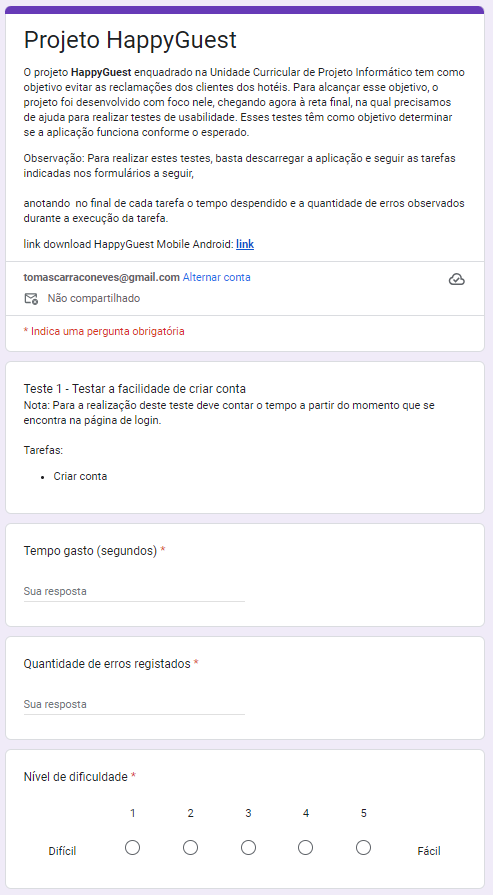 Projeto HappyGuest
O projeto HappyGuest enquadrado na Unidade Curricular de Projeto Informático tem como
objetivo evitar as reclamações dos clientes dos hotéis. Para alcançar esse objetivo, o
projeto foi desenvolvido com foco nele, chegando agora à reta final, na qual precisamos
de ajuda para realizar testes de usabilidade. Esses testes têm como objetivo determinar
se a aplicação funciona conforme o esperado.
Observação: Para realizar estes testes, basta descarregar a aplicação e seguir as tarefas
indicadas nos formulários a seguir,
anotando  no final de cada tarefa o tempo despendido e a quantidade de erros observados
durante a execução da tarefa.
link download HappyGuest Mobile Android: link
tomascarraconeves@gmail.com Alternar conta
Não compartilhado
* Indica uma pergunta obrigatória
Teste 1 - Testar a facilidade de criar conta
Nota: Para a realização deste teste deve contar o tempo a partir do momento que se
encontra na página de login.
Tarefas:
• Criar conta
Tempo gasto (segundos) *
Sua resposta
Quantidade de erros registados *
Sua resposta
Nível de dificuldade *
1 2 3 4 5
Difícil Fácil